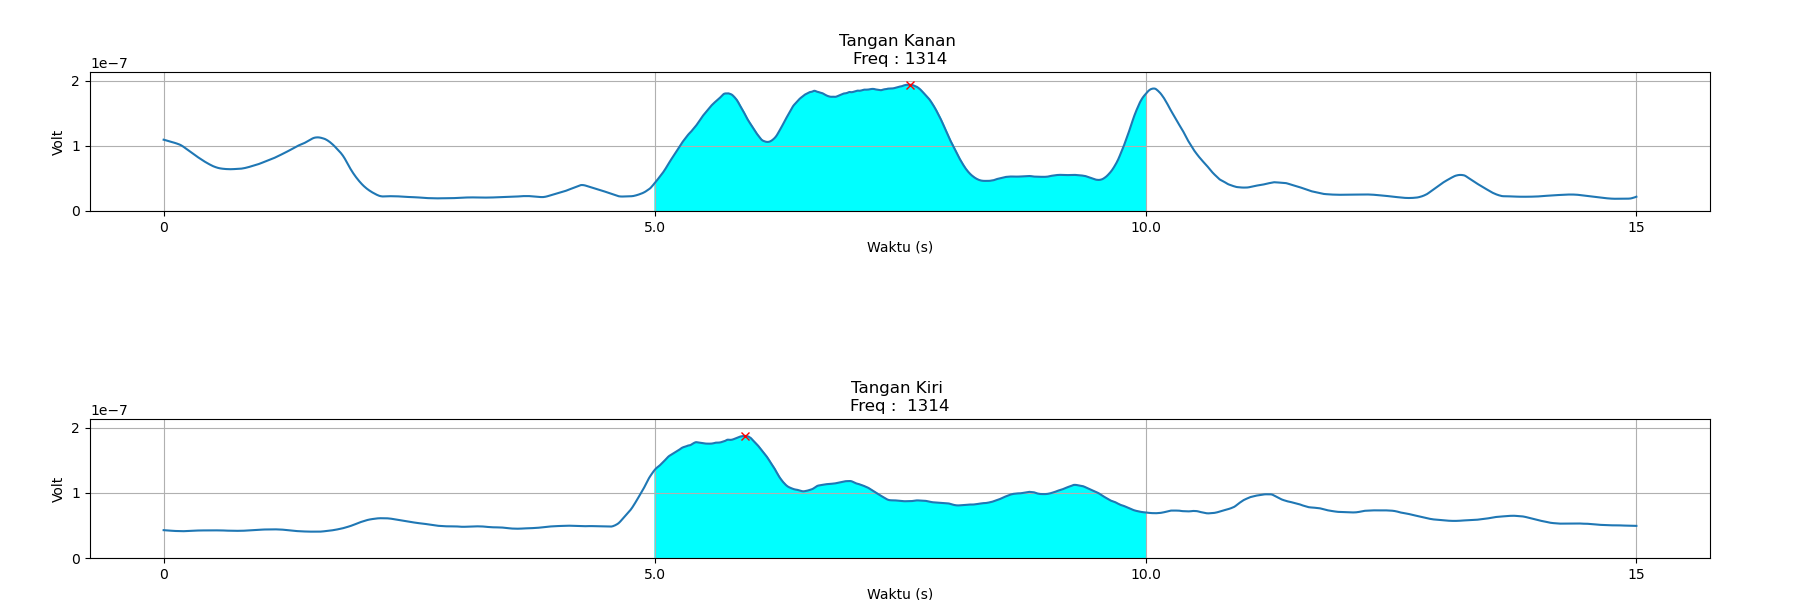 Tangan Kanan
Freq : 1314
1e−7
2
1
0
Volt
0 5.0 10.0 15
Waktu (s)
Tangan Kiri
Freq :  1314
1e−7
2
1
0
Volt
0 5.0 10.0 15
Waktu (s)